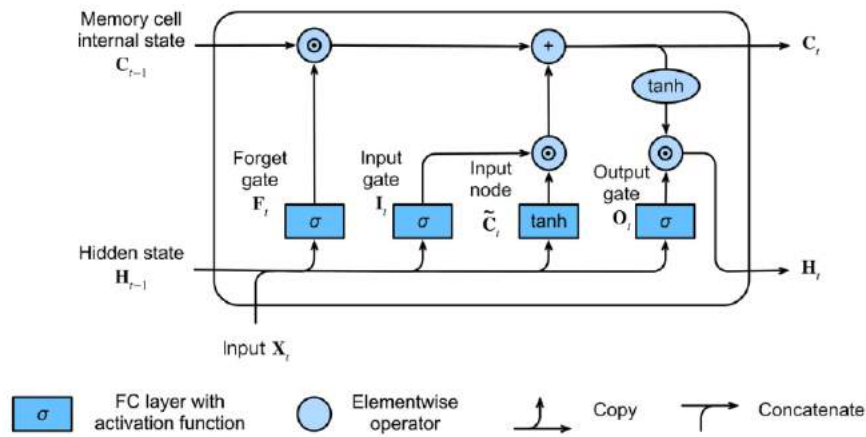 Memory cell
internal state
C_{t−1}
C_t
tanh
Forget
gate
F_t
Input
gate
I_t
Input
node
C̃_t
Output
gate
O_t
σ
σ
tanh
σ
Hidden state
H_{t−1}
H_t
Input X_t
σ
FC layer with
activation function
Elementwise
operator
Copy
Concatenate